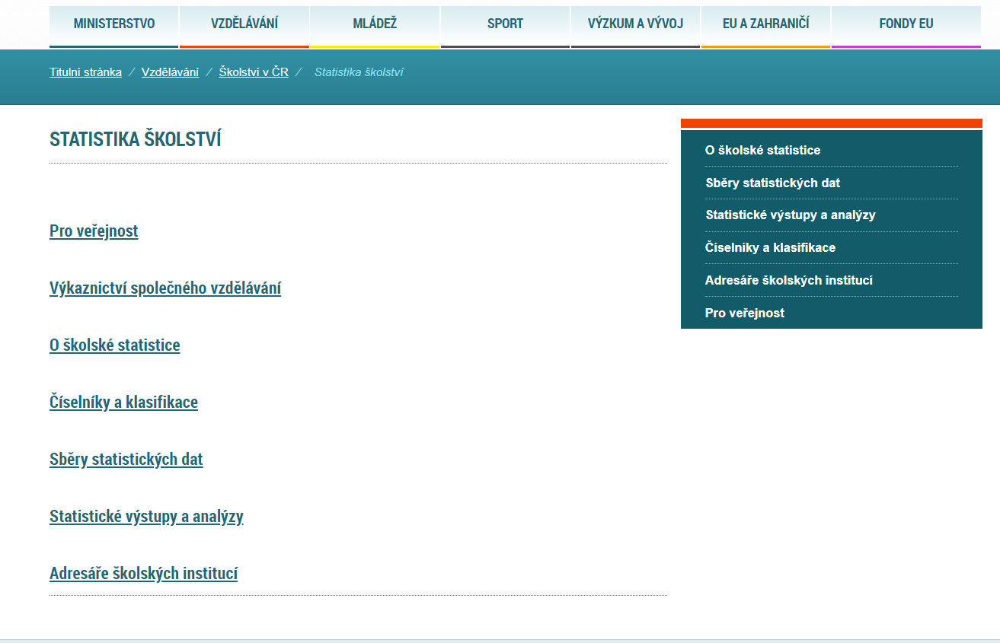 MINISTERSTVO VZDĚLÁVÁNÍ MLÁDEŽ SPORT VÝZKUM A VÝVOJ EU A ZAHRANIČÍ FONDY EU
Titulní stránka / Vzdělávání / Školství v ČR / Statistika školství
STATISTIKA ŠKOLSTVÍ
Pro veřejnost
Výkaznictví společného vzdělávání
O školské statistice
Číselníky a klasifikace
Sběry statistických dat
Statistické výstupy a analýzy
Adresáře školských institucí
O školské statistice
Sběry statistických dat
Statistické výstupy a analýzy
Číselníky a klasifikace
Adresáře školských institucí
Pro veřejnost